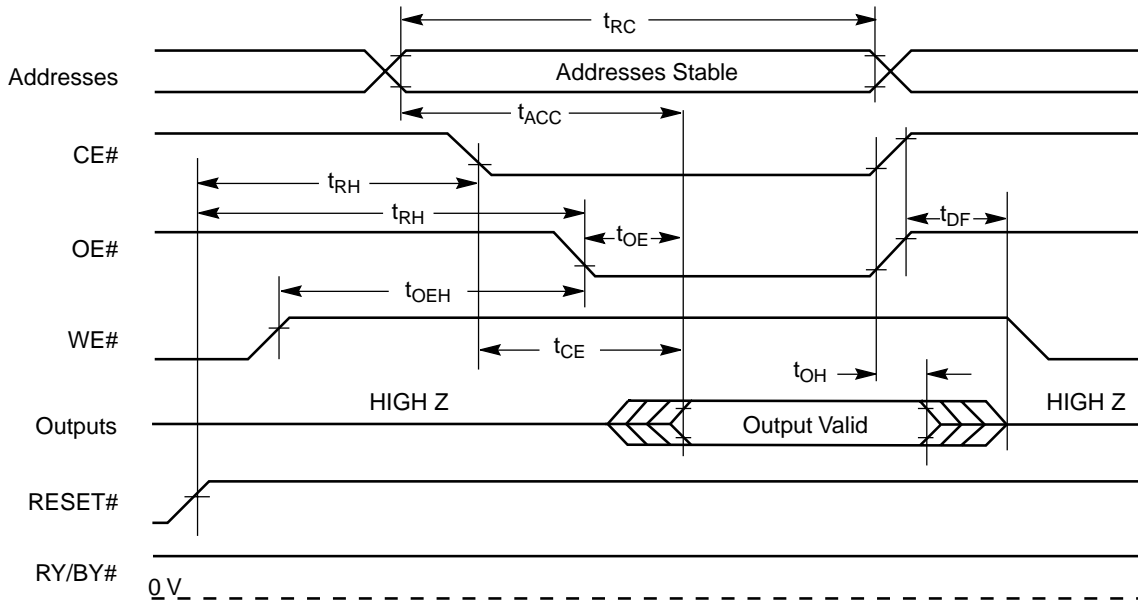 tRC
Addresses
Addresses Stable
tACC
CE#
tRH
tRH
tDF
OE#
tOE
tOEH
WE#
tCE
tOH
HIGH Z
HIGH Z
Outputs
Output Valid
RESET#
RY/BY#
0 V